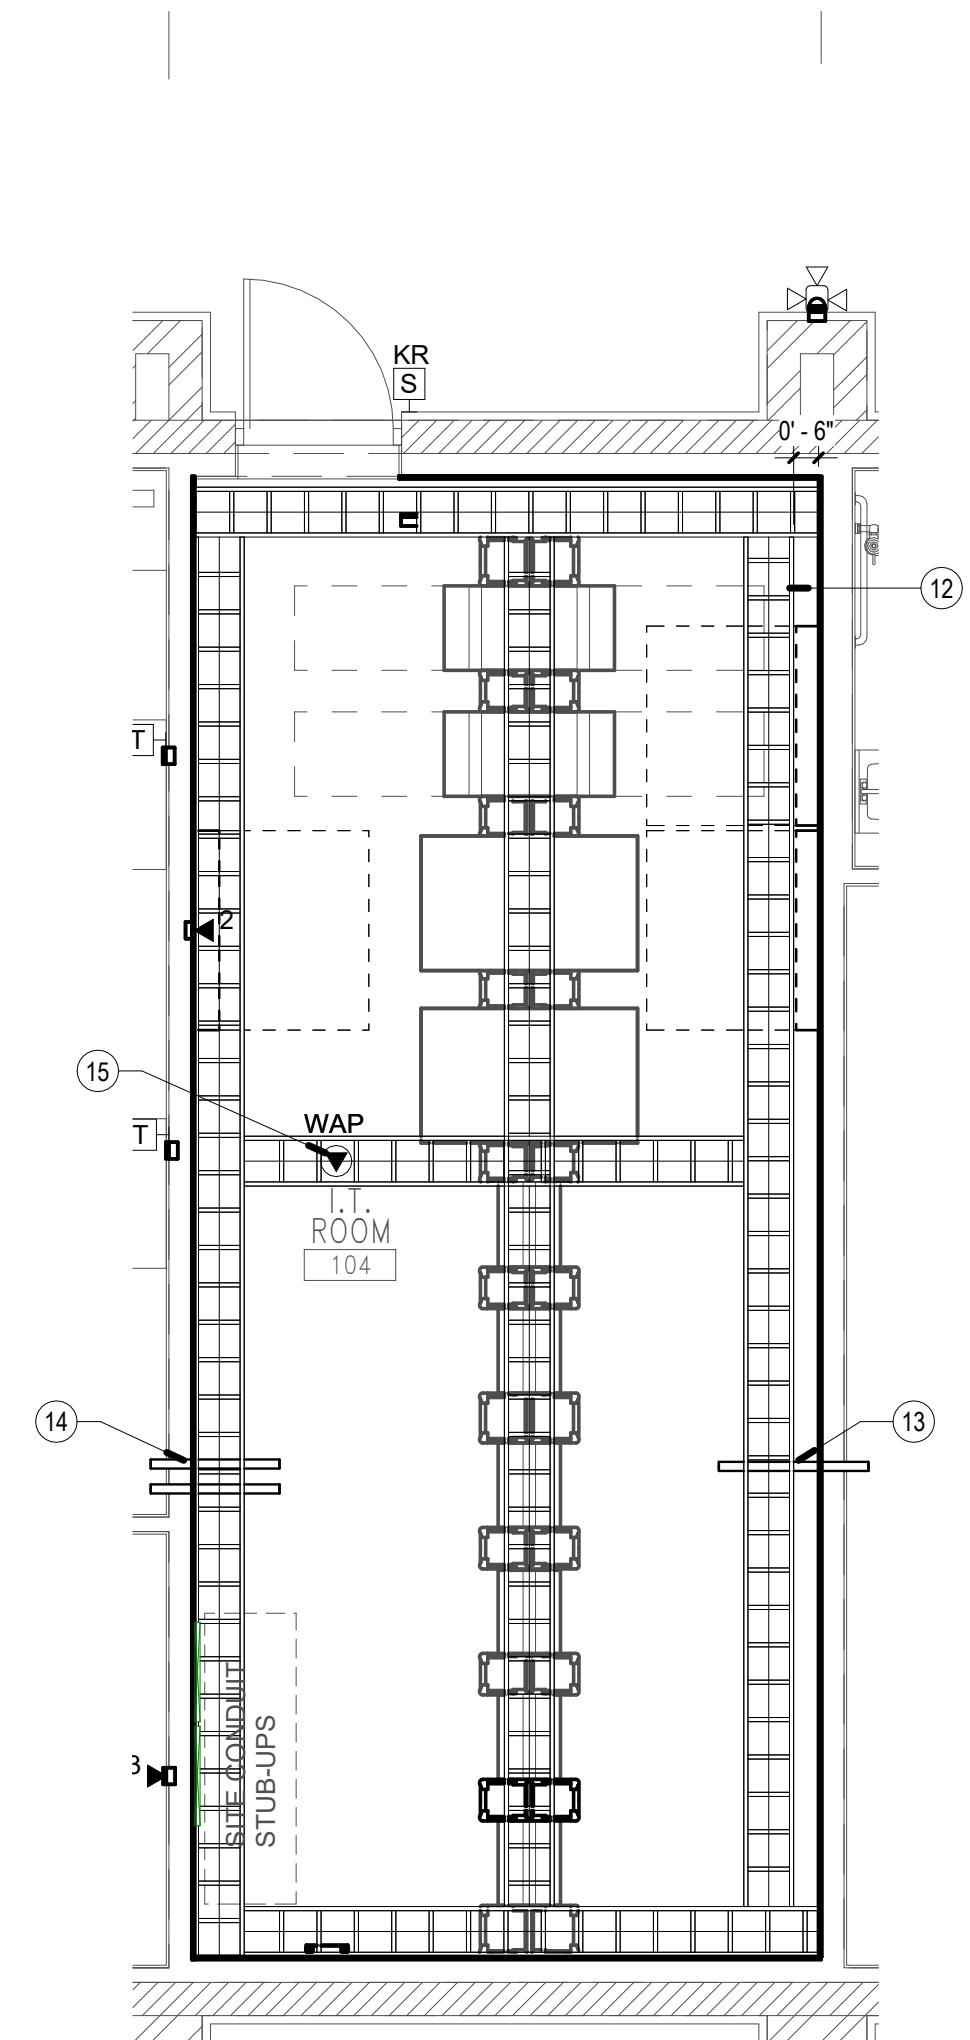 KR
S
0' - 6"
12
T
2
15
WAP
T
I.T.
ROOM
104
14
13
SITE CONDUIT
STUB-UPS
3